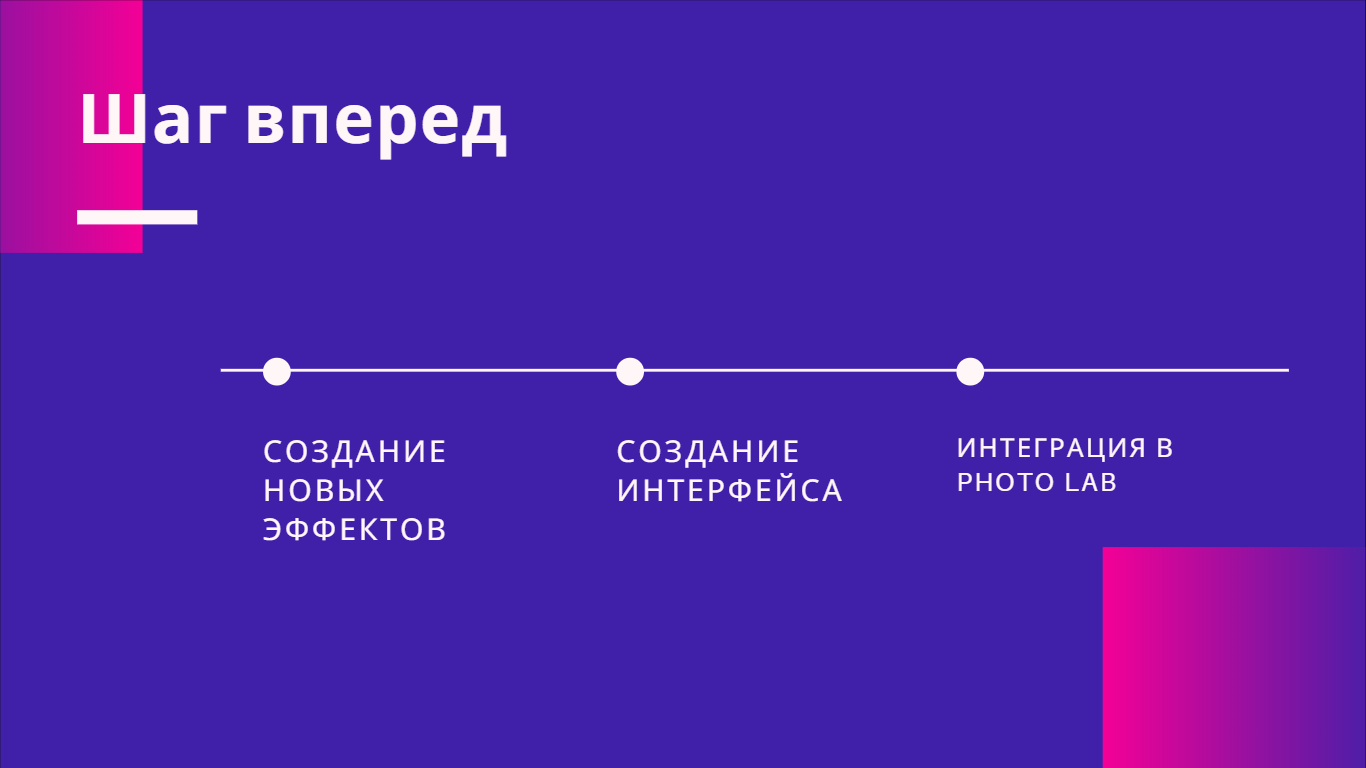 Шаг вперед
СОЗДАНИЕ
НОВЫХ
ЭФФЕКТОВ
СОЗДАНИЕ
ИНТЕРФЕЙСА
ИНТЕГРАЦИЯ В
PHOTO LAB